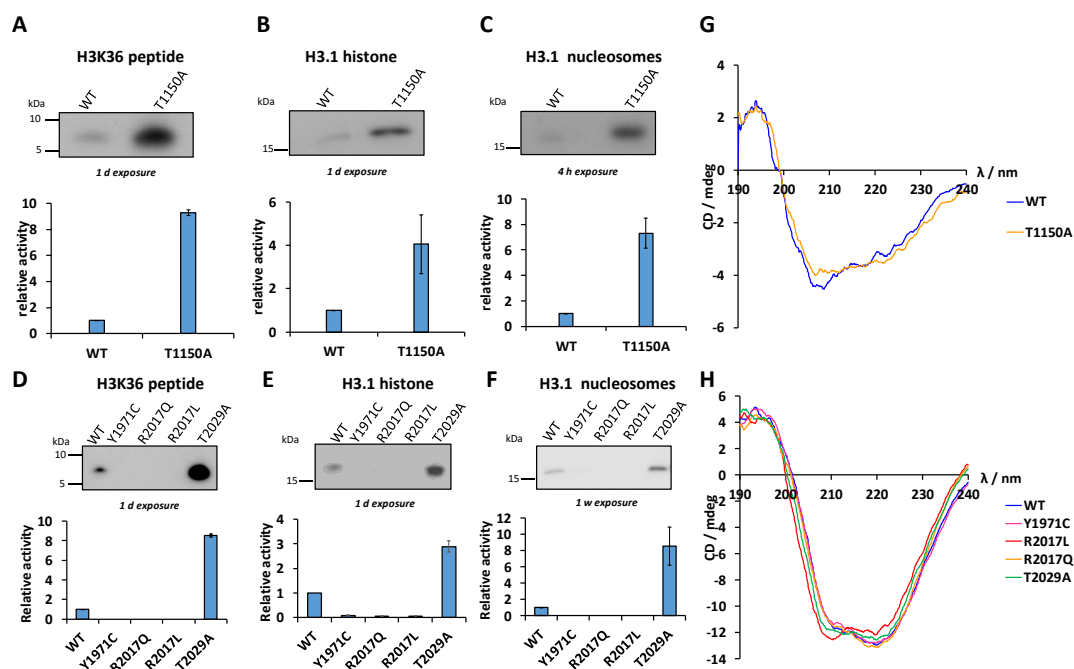 A
H3K36 peptide
kDa
WT
T1150A
10
5
1 d exposure
relative activity
10
8
6
4
2
0
WT
T1150A
B
H3.1 histone
kDa
WT
T1150A
15
1 d exposure
relative activity
6
4
2
0
WT
T1150A
C
H3.1 nucleosomes
kDa
WT
T1150A
15
4 h exposure
relative activity
10
8
6
4
2
0
WT
T1150A
G
CD / mdeg
4
2
0
-2
-4
-6
190
200
210
220
230
240
λ / nm
WT
T1150A
D
H3K36 peptide
kDa
WT
Y1971C
R2017Q
R2017L
T2029A
10
5
1 d exposure
Relative activity
10
8
6
4
2
0
WT
Y1971C
R2017Q
R2017L
T2029A
E
H3.1 histone
kDa
WT
Y1971C
R2017Q
R2017L
T2029A
15
1 d exposure
Relative activity
4
3
2
1
0
WT
Y1971C
R2017Q
R2017L
T2029A
F
H3.1 nucleosomes
kDa
WT
Y1971C
R2017Q
R2017L
T2029A
15
1 w exposure
Relative activity
12
10
8
6
4
2
0
WT
Y1971C
R2017Q
R2017L
T2029A
H
CD / mdeg
6
4
2
0
-2
-4
-6
-8
-10
-12
-14
190
200
210
220
230
240
λ / nm
WT
Y1971C
R2017L
R2017Q
T2029A